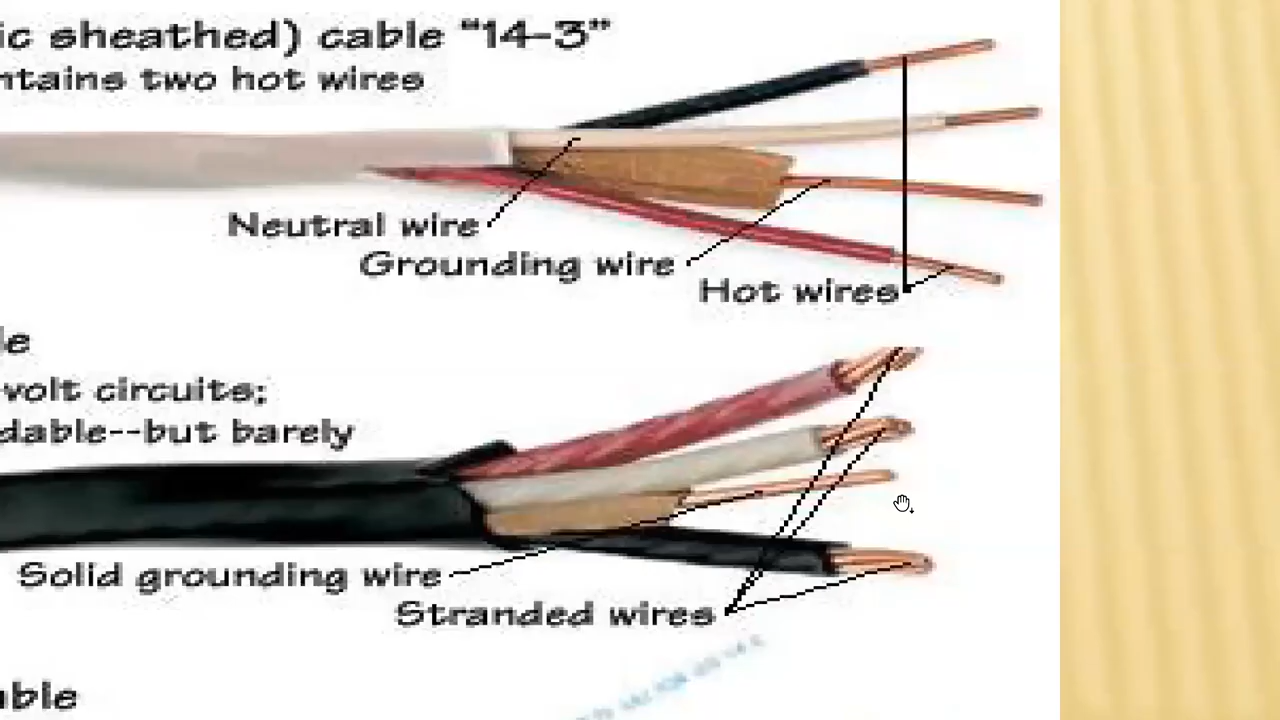 ic sheathed) cable “14-3”
ntains two hot wires
Neutral wire
Grounding wire
Hot wires
le
-volt circuits;
dable--but barely
Solid grounding wire
Stranded wires
able